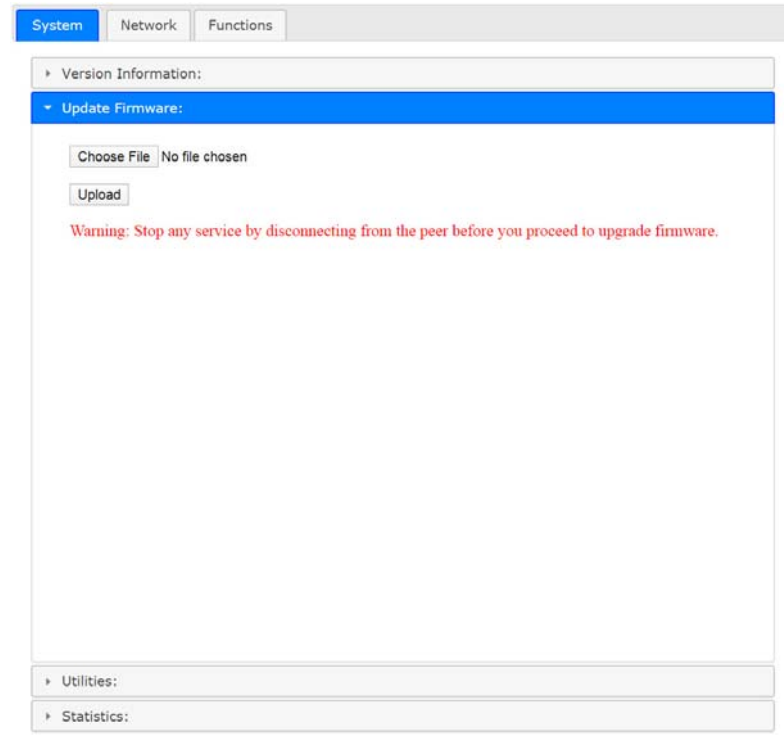 System Network Functions
Version Information:
Update Firmware:
Choose File No file chosen
Upload
Warning: Stop any service by disconnecting from the peer before you proceed to upgrade firmware.
Utilities:
Statistics: